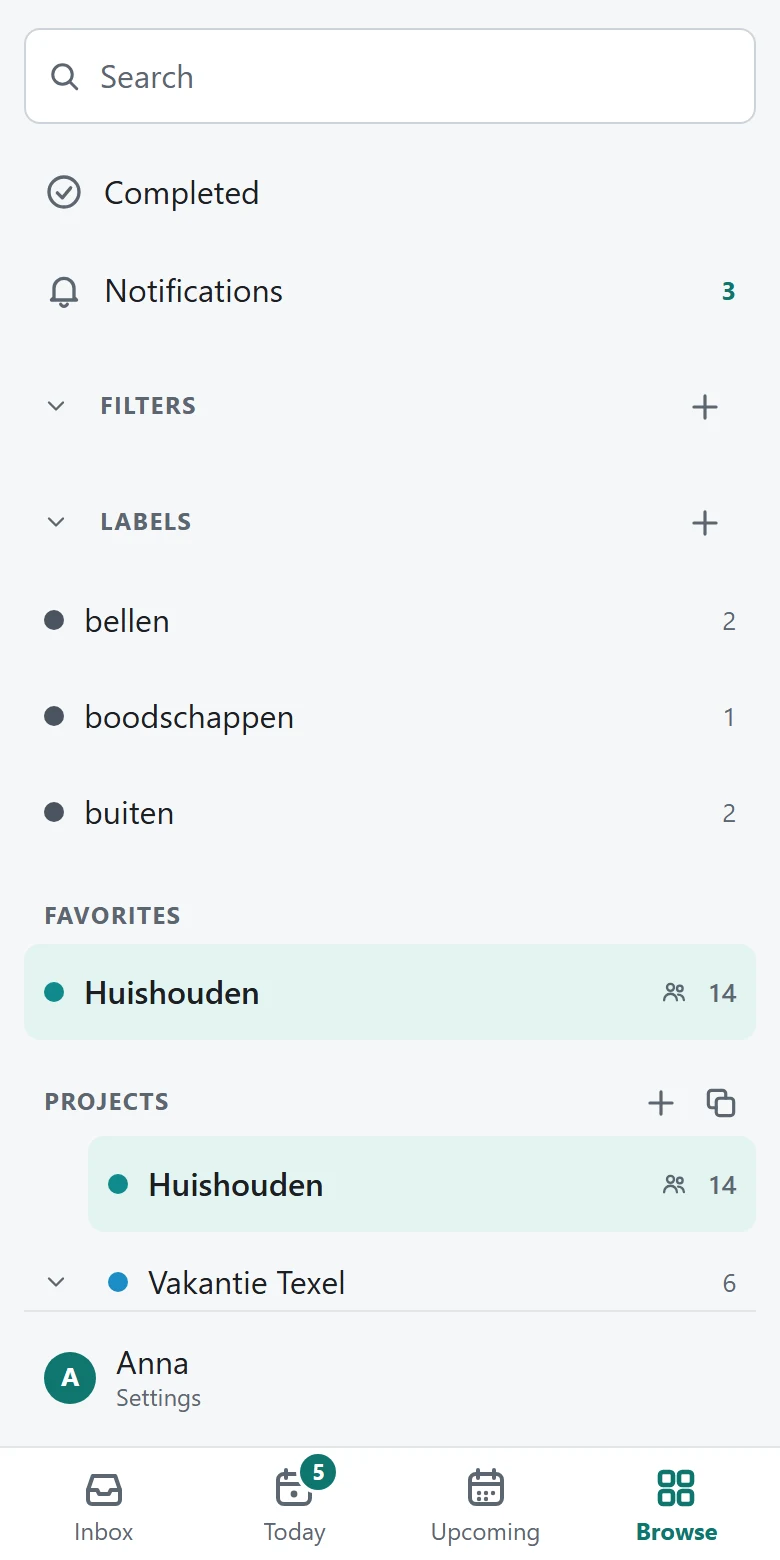 Search
Completed
Notifications 3
FILTERS
LABELS
bellen 2
boodschappen 1
buiten 2
FAVORITES
Huishouden 14
PROJECTS
Huishouden 14
Vakantie Texel 6
A Anna
Settings
5
Inbox Today Upcoming Browse